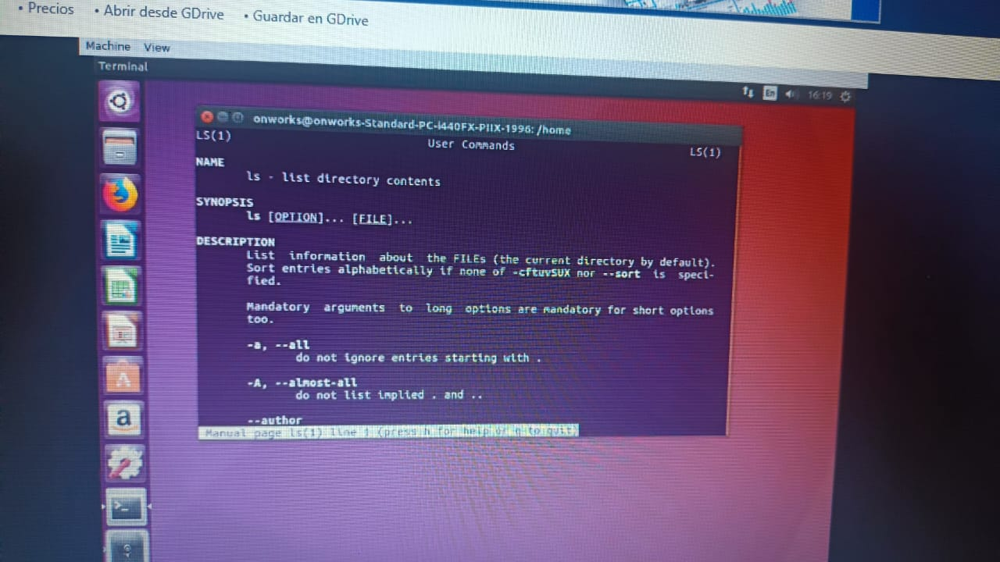 • Precios • Abrir desde GDrive • Guardar en GDrive
Machine View
Terminal
En 16:19
onworks@onworks-Standard-PC-i440FX-PIIX-1996: /home
LS(1) User Commands LS(1)
NAME
ls - list directory contents
SYNOPSIS
ls [OPTION]... [FILE]...
DESCRIPTION
List information about the FILEs (the current directory by default).
Sort entries alphabetically if none of -cftuvSUX nor --sort is speci-
fied.
Mandatory arguments to long options are mandatory for short options
too.
-a, --all
do not ignore entries starting with .
-A, --almost-all
do not list implied . and ..
--author
Manual page ls(1) line 1 (press h for help or q to quit)
A
a
>_